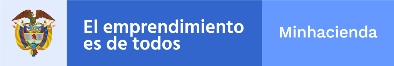 El emprendimiento
es de todos
Minhacienda